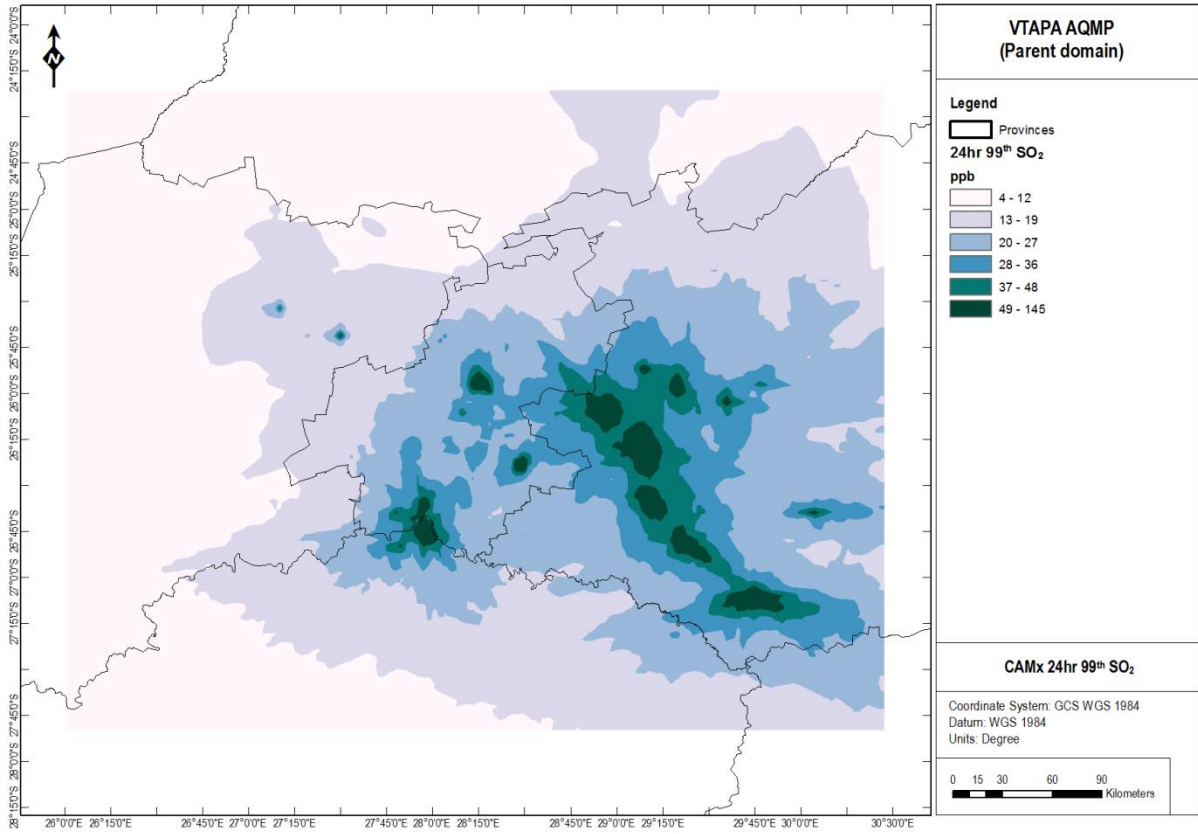 N
24°0'0"S
24°15'0"S
24°45'0"S
25°0'0"S
25°15'0"S
25°45'0"S
26°0'0"S
26°15'0"S
26°45'0"S
27°0'0"S
27°15'0"S
27°45'0"S
28°0'0"S
28°15'0"S
26°0'0"E 26°15'0"E 26°45'0"E 27°0'0"E 27°15'0"E 27°45'0"E 28°0'0"E 28°15'0"E 28°45'0"E 29°0'0"E 29°15'0"E 29°45'0"E 30°0'0"E 30°30'0"E
VTAPA AQMP
(Parent domain)
Legend
Provinces
24hr 99th SO2
ppb
4 - 12
13 - 19
20 - 27
28 - 36
37 - 48
49 - 145
CAMx 24hr 99th SO2
Coordinate System: GCS WGS 1984
Datum: WGS 1984
Units: Degree
0 15 30 60 90
Kilometers